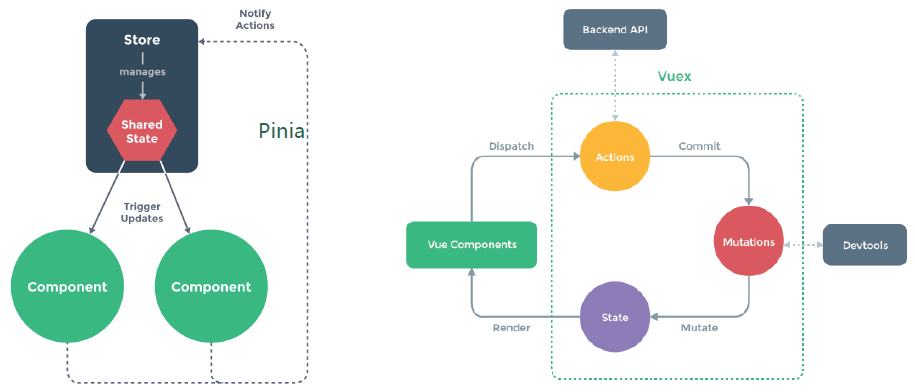 Notify
Actions
Store
manages
Shared
State
Pinia
Trigger
Updates
Component
Component
Backend API
Vuex
Dispatch
Actions
Commit
Vue Components
Mutations
Devtools
Render
State
Mutate